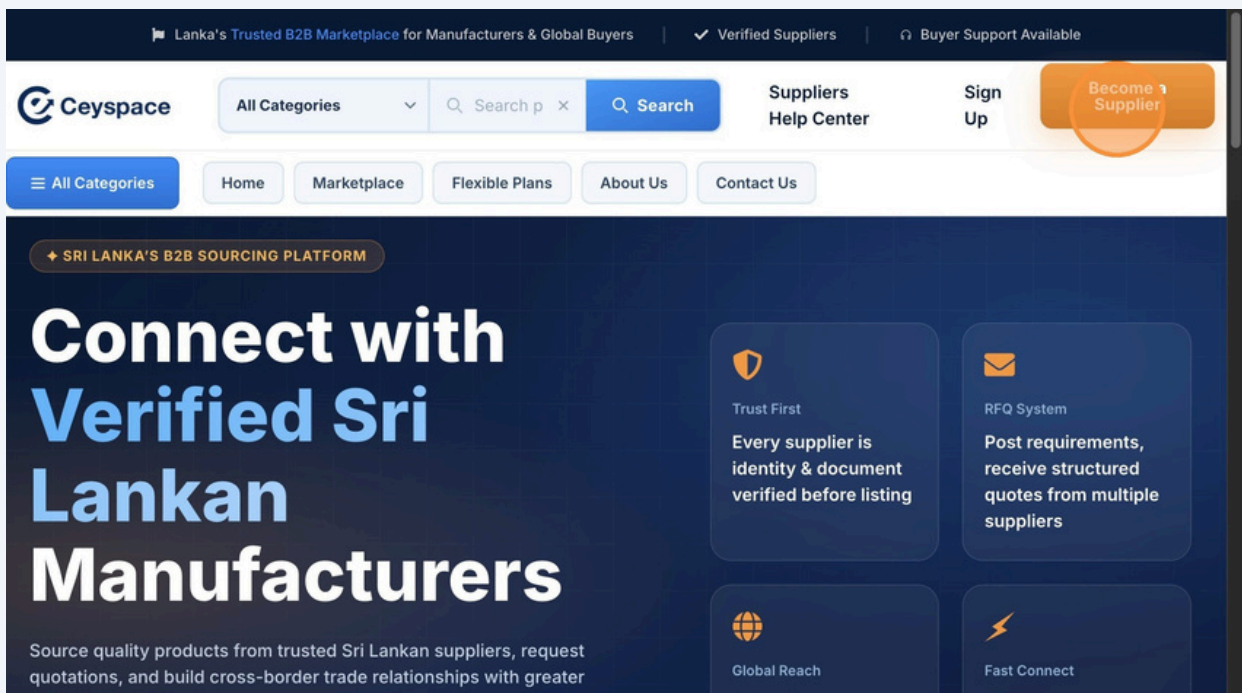 Lanka's Trusted B2B Marketplace for Manufacturers & Global Buyers
Verified Suppliers
Buyer Support Available
Ceyspace
All Categories
Search p
Search
Suppliers
Help Center
Sign
Up
Become a
Supplier
All Categories
Home
Marketplace
Flexible Plans
About Us
Contact Us
SRI LANKA'S B2B SOURCING PLATFORM
Connect with
Verified Sri
Lankan
Manufacturers
Source quality products from trusted Sri Lankan suppliers, request
quotations, and build cross-border trade relationships with greater
Trust First
Every supplier is
identity & document
verified before listing
RFQ System
Post requirements,
receive structured
quotes from multiple
suppliers
Global Reach
Fast Connect